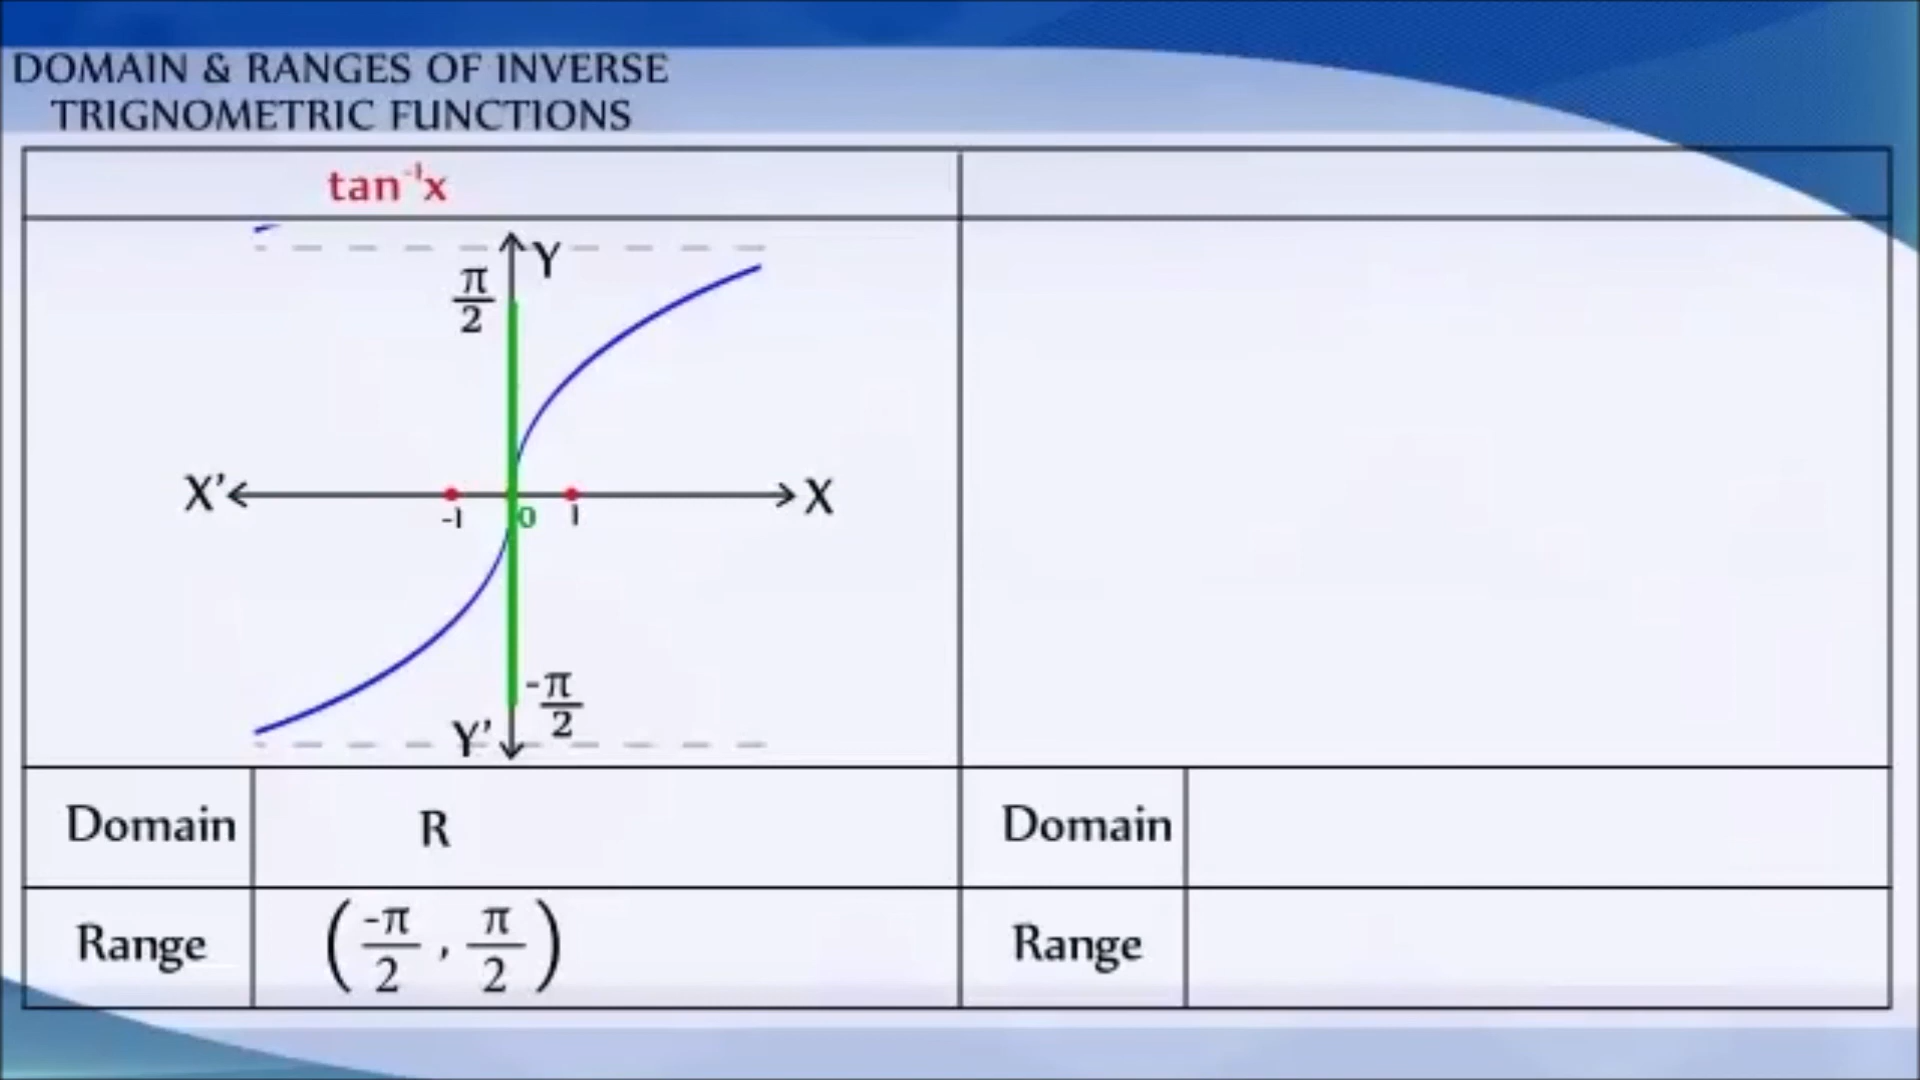 DOMAIN & RANGES OF INVERSE
TRIGNOMETRIC FUNCTIONS
tan⁻¹x
Y
π/2
X’
X
-1
0
1
-π/2
Y’
Domain
R
Domain
Range
(-π/2 , π/2)
Range